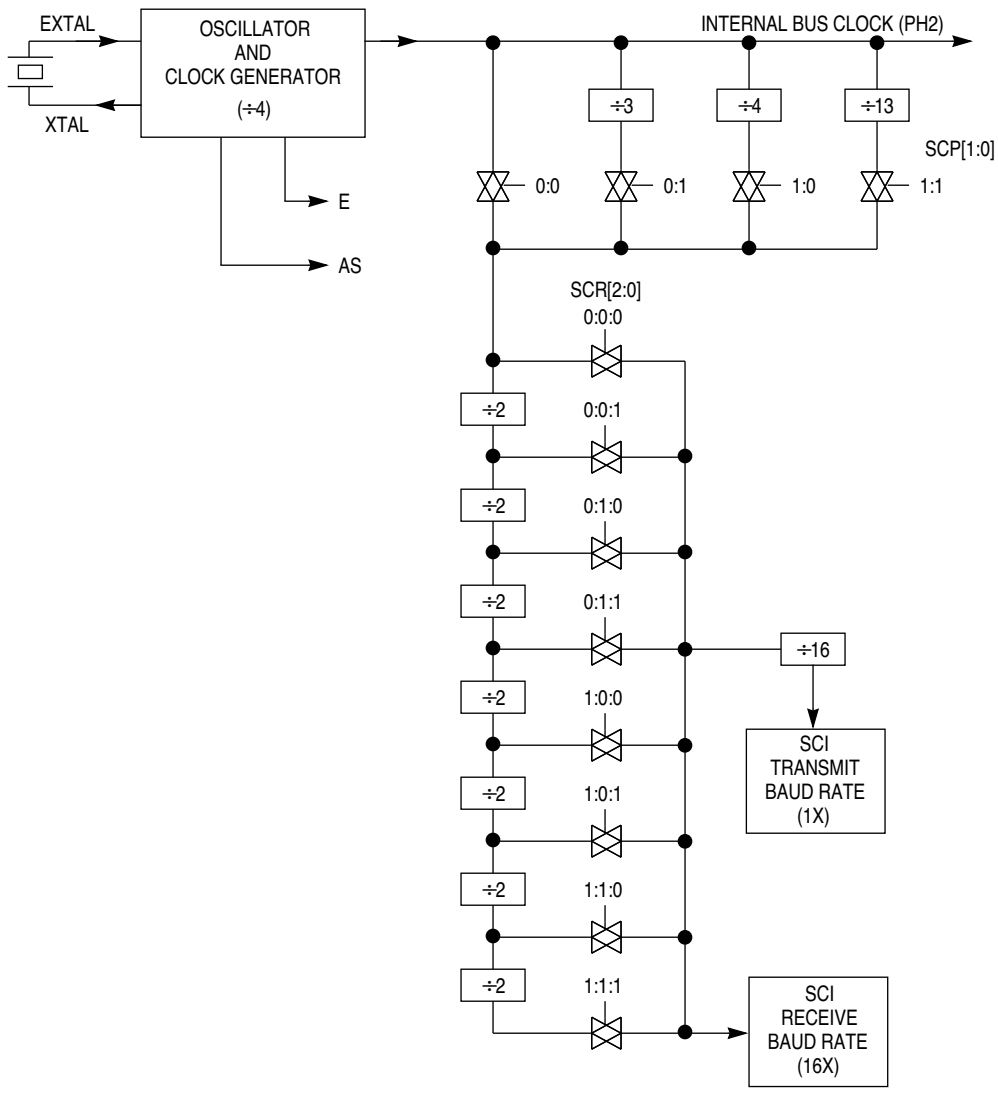 EXTAL
XTAL
OSCILLATOR
AND
CLOCK GENERATOR
(÷4)
E
AS
INTERNAL BUS CLOCK (PH2)
÷3
÷4
÷13
SCP[1:0]
0:0
0:1
1:0
1:1
SCR[2:0]
0:0:0
÷2
0:0:1
÷2
0:1:0
÷2
0:1:1
÷16
÷2
1:0:0
SCI
TRANSMIT
BAUD RATE
(1X)
÷2
1:0:1
÷2
1:1:0
÷2
1:1:1
SCI
RECEIVE
BAUD RATE
(16X)